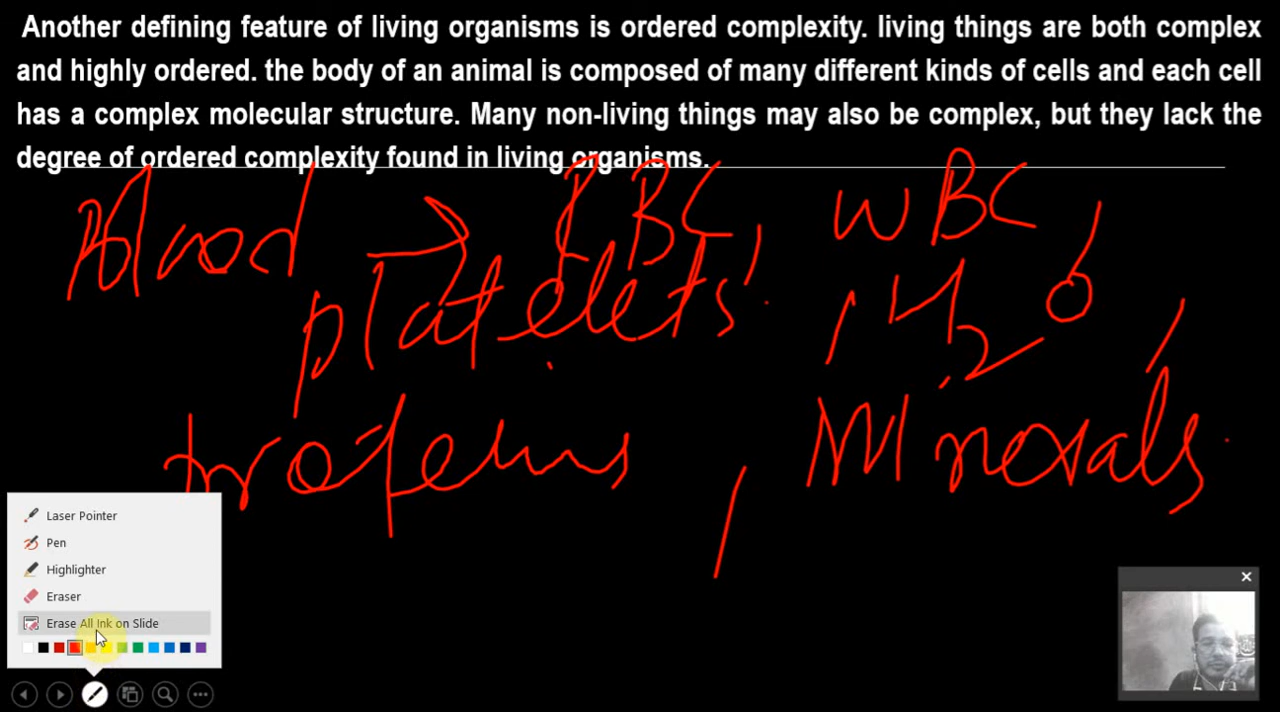 Another defining feature of living organisms is ordered complexity. living things are both complex
and highly ordered. the body of an animal is composed of many different kinds of cells and each cell
has a complex molecular structure. Many non-living things may also be complex, but they lack the
degree of ordered complexity found in living organisms.
Blood → RBC, WBC,
platelets, H2O,
proteins, Minerals
Laser Pointer
Pen
Highlighter
Eraser
Erase All Ink on Slide